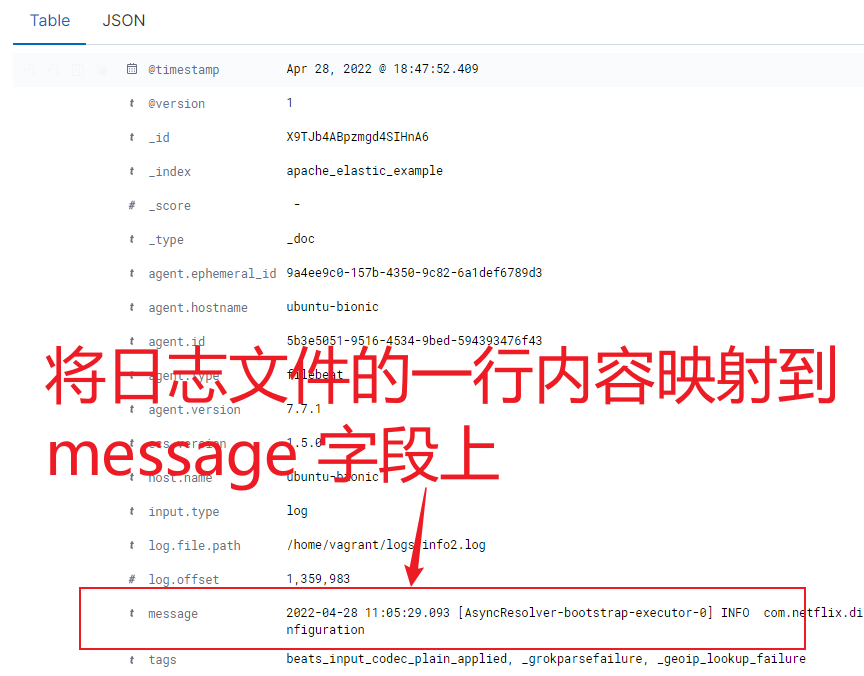 Table JSON
@timestamp Apr 28, 2022 @ 18:47:52.409
t @version 1
t _id X9TJb4ABpzmgd4SIHnA6
t _index apache_elastic_example
# _score -
t _type _doc
t agent.ephemeral_id 9a4ee9c0-157b-4350-9c82-6a1def6789d3
t agent.hostname ubuntu-bionic
t agent.id 5b3e5051-9516-4534-9bed-594393476f43
将日志文件的一行内容映射到
t agent.type filebeat
t agent.version 7.7.1
t ecs.version 1.5.0
message 字段上
t host.name ubuntu-bionic
t input.type log
t log.file.path /home/vagrant/logs/info2.log
# log.offset 1,359,983
t message 2022-04-28 11:05:29.093 [AsyncResolver-bootstrap-executor-0] INFO com.netflix.di
nfiguration
t tags beats_input_codec_plain_applied, _grokparsefailure, _geoip_lookup_failure